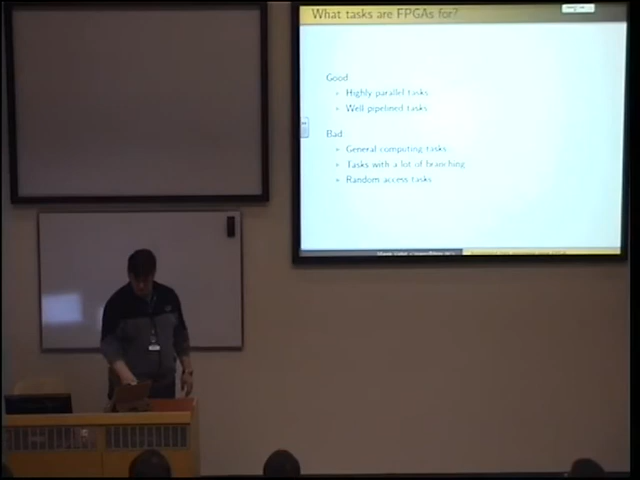 What tasks are FPGAs for?
Good
Highly parallel tasks
Well pipelined tasks
Bad
General computing tasks
Tasks with a lot of branching
Random access tasks